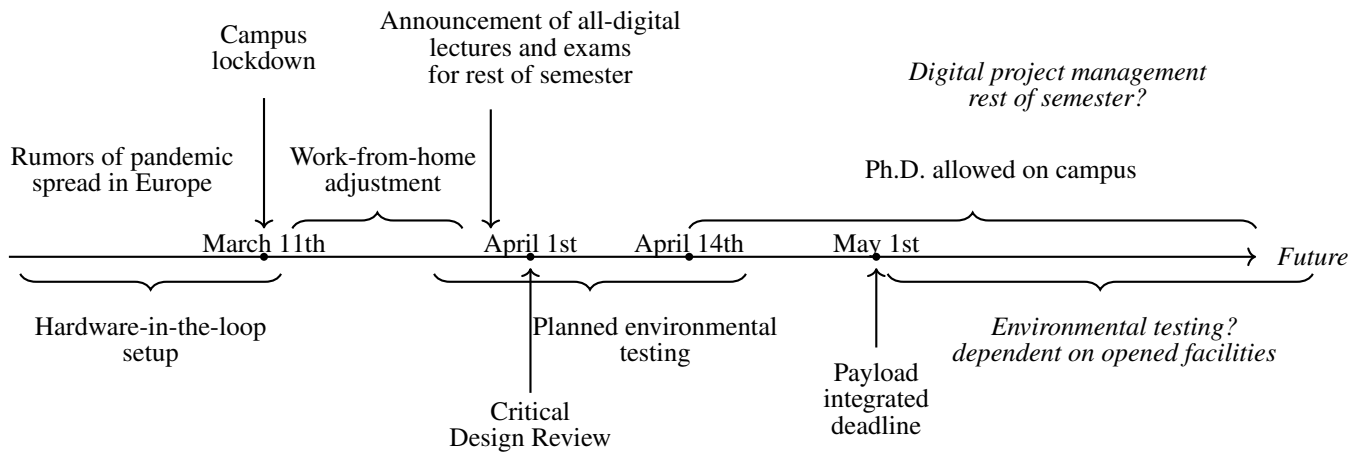 Campus
lockdown
Announcement of all-digital
lectures and exams
for rest of semester
Digital project management
rest of semester?
Rumors of pandemic
spread in Europe
Work-from-home
adjustment
Ph.D. allowed on campus
March 11th
April 1st
April 14th
May 1st
Future
Hardware-in-the-loop
setup
Planned environmental
testing
Environmental testing?
dependent on opened facilities
Critical
Design Review
Payload
integrated
deadline